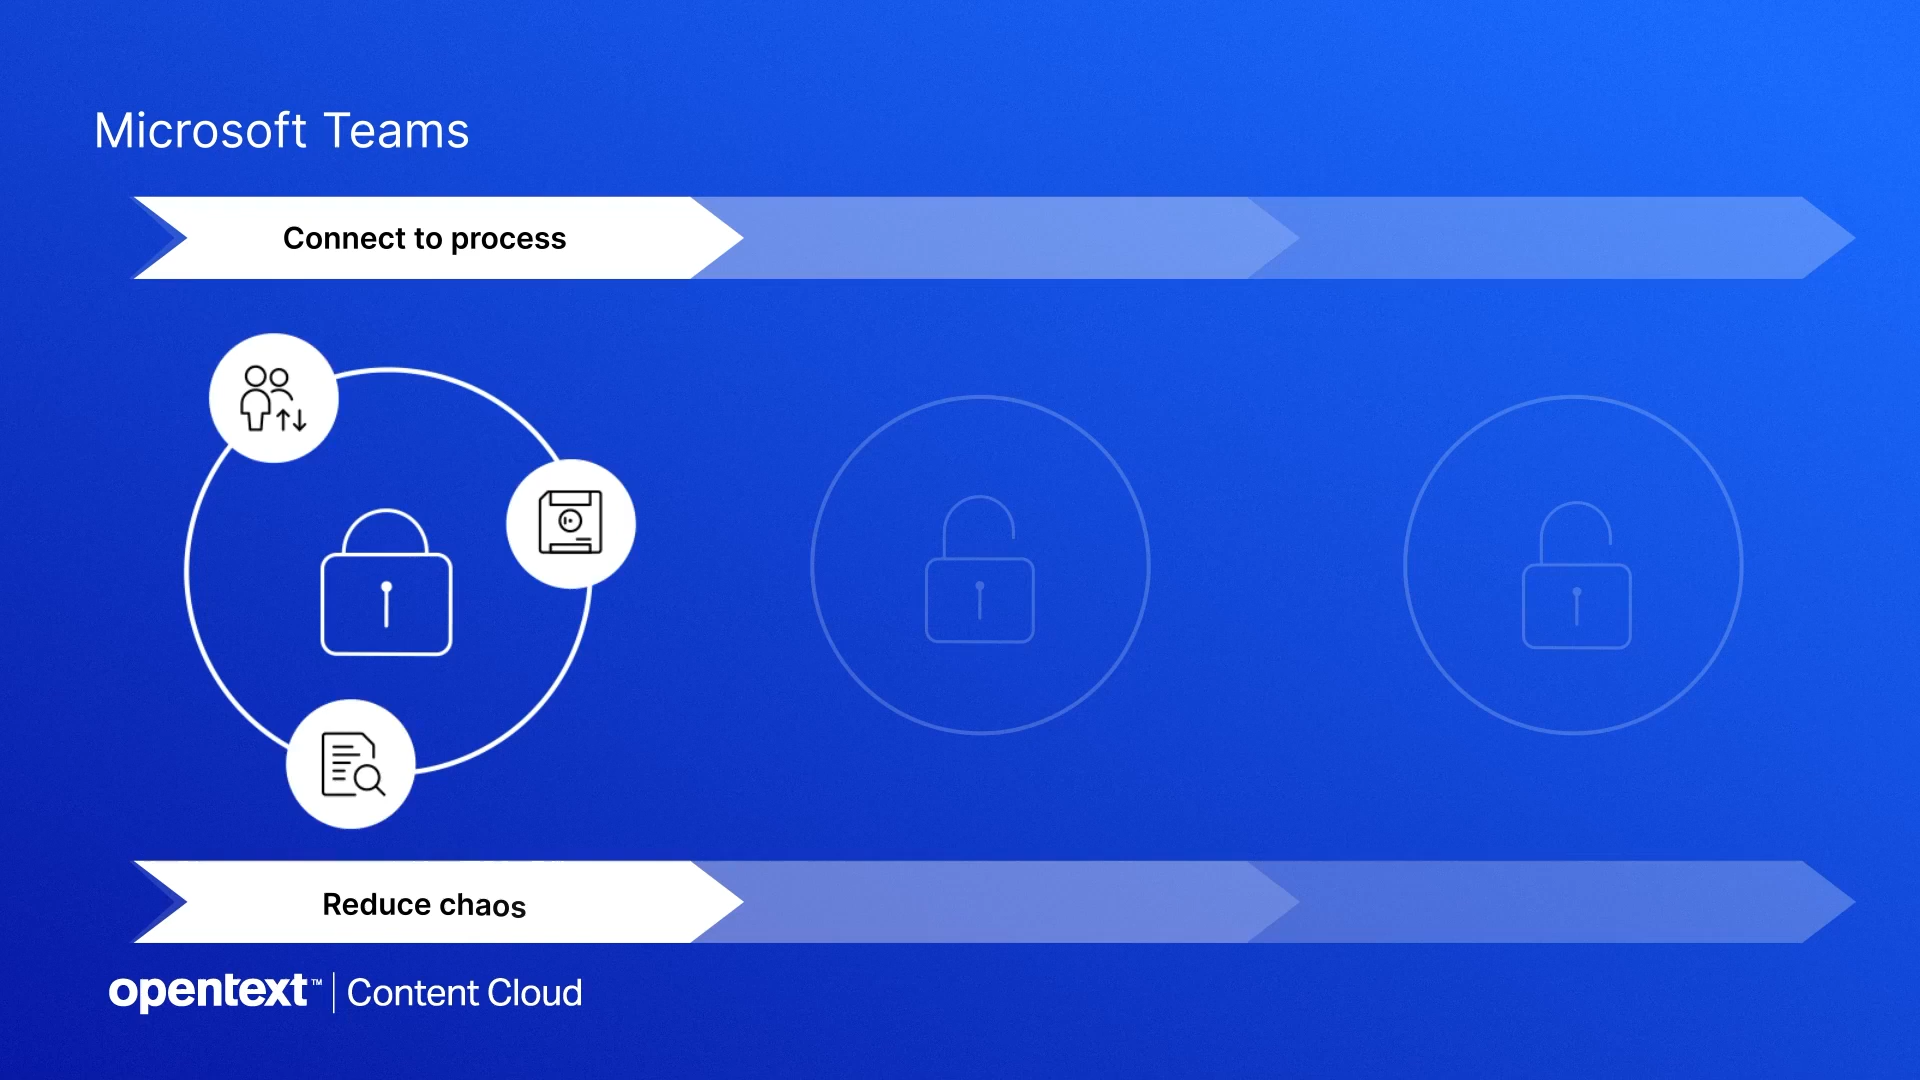 Microsoft Teams
Connect to process
Reduce chaos
opentext™ | Content Cloud